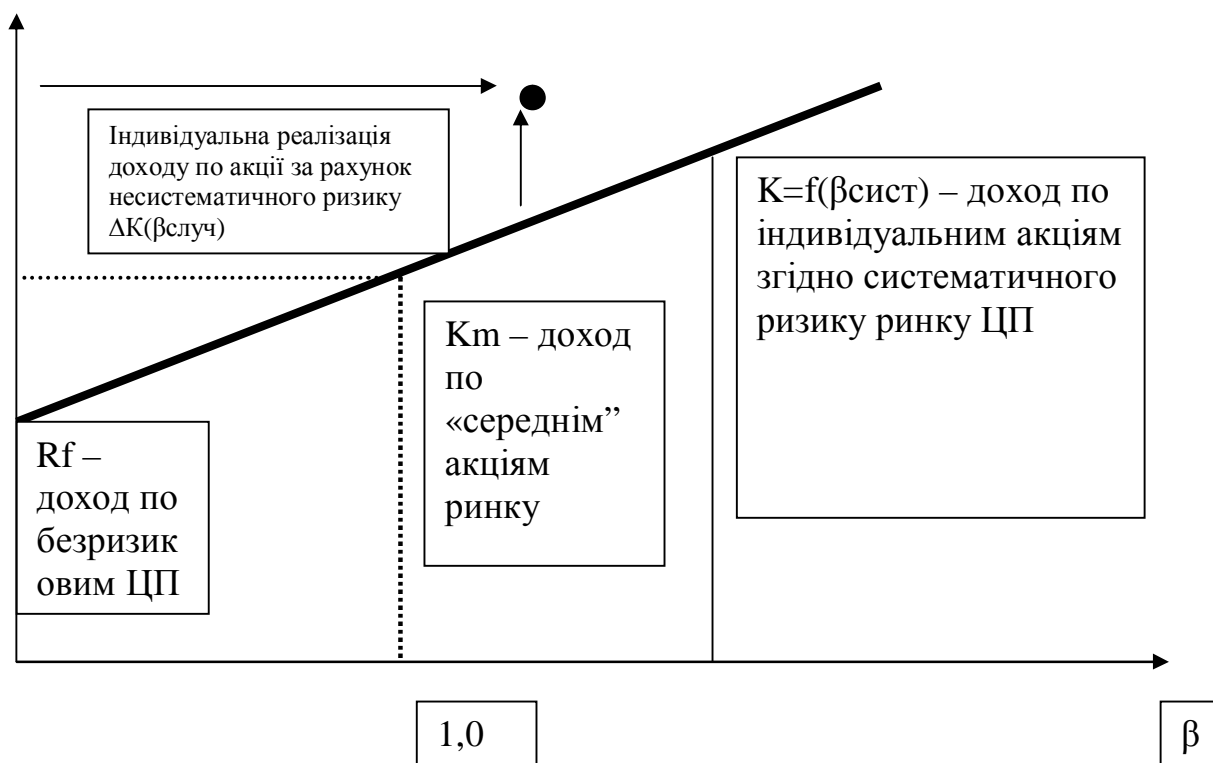 Індивідуальна реалізація
доходу по акції за рахунок
несистематичного ризику
ΔК(βслуч)
K=f(βсист) – доход по
індивідуальним акціям
згідно систематичного
ризику ринку ЦП
Km – доход
по
«середнім”
акціям
ринку
Rf –
доход по
безризик
овим ЦП
1,0
β